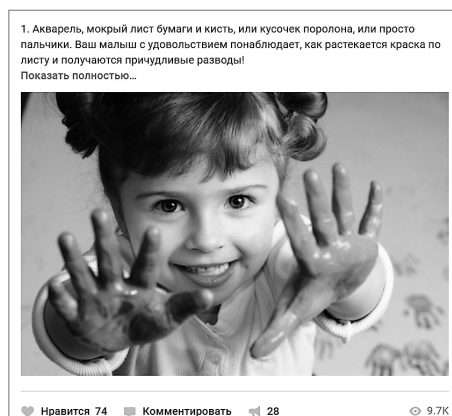 1. Акварель, мокрый лист бумаги и кисть, или кусочек поролона, или просто
пальчики. Ваш малыш с удовольствием понаблюдает, как растекается краска по
листу и получаются причудливые разводы!
Показать полностью...
Нравится 74 Комментировать 28 9.7K